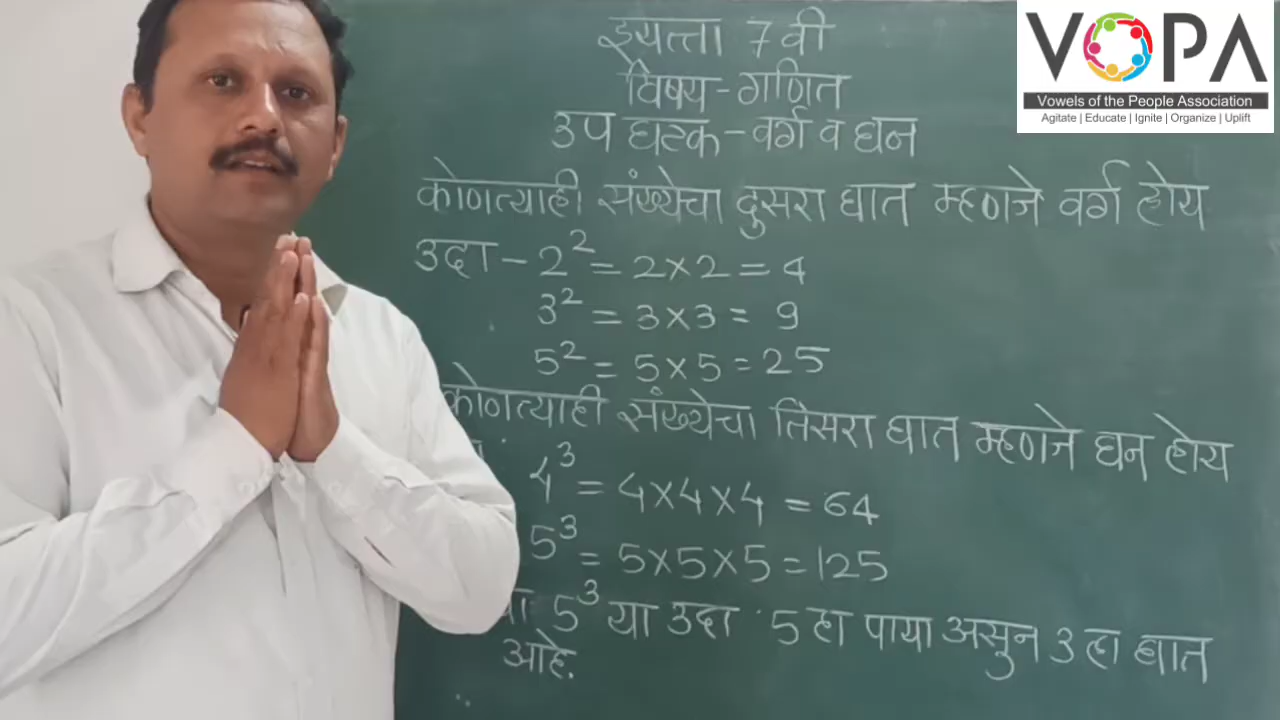 इयत्ता 7 वी
VOPA
Vowels of the People Association
Agitate | Educate | Ignite | Organize | Uplift
विषय - गणित
उप घटक - वर्ग व घन
कोणत्याही संख्येचा दुसरा घात म्हणजे वर्ग होय
उदा - 2² = 2×2 = 4
3² = 3×3 = 9
5² = 5×5 = 25
कोणत्याही संख्येचा तिसरा घात म्हणजे घन होय
4³ = 4×4×4 = 64
5³ = 5×5×5 = 125
5³ या उदा 5 हा पाया असुन 3 हा घात
आहे.